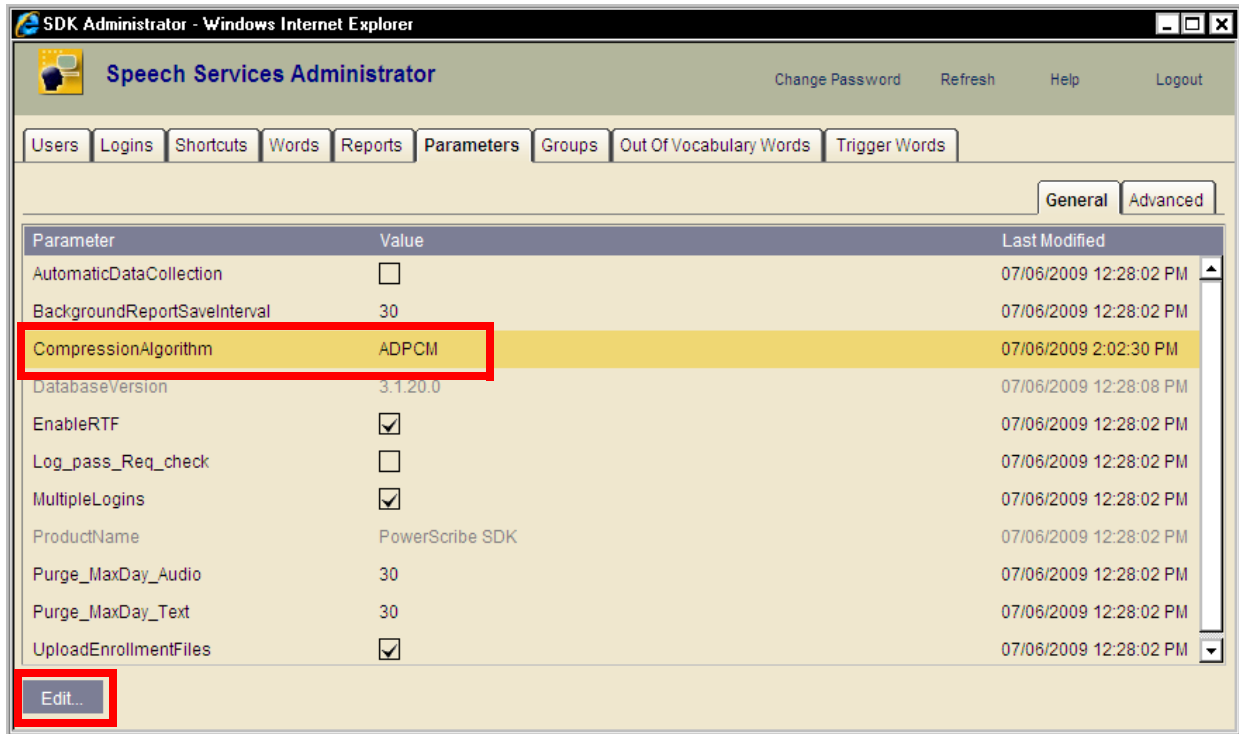 SDK Administrator - Windows Internet Explorer
Speech Services Administrator Change Password Refresh Help Logout
Users Logins Shortcuts Words Reports Parameters Groups Out Of Vocabulary Words Trigger Words
General Advanced
Parameter Value Last Modified
AutomaticDataCollection 07/06/2009 12:28:02 PM
BackgroundReportSaveInterval 30 07/06/2009 12:28:02 PM
CompressionAlgorithm ADPCM 07/06/2009 2:02:30 PM
DatabaseVersion 3.1.20.0 07/06/2009 12:28:08 PM
EnableRTF 07/06/2009 12:28:02 PM
Log_pass_Req_check 07/06/2009 12:28:02 PM
MultipleLogins 07/06/2009 12:28:02 PM
ProductName PowerScribe SDK 07/06/2009 12:28:02 PM
Purge_MaxDay_Audio 30 07/06/2009 12:28:02 PM
Purge_MaxDay_Text 30 07/06/2009 12:28:02 PM
UploadEnrollmentFiles 07/06/2009 12:28:02 PM
Edit...